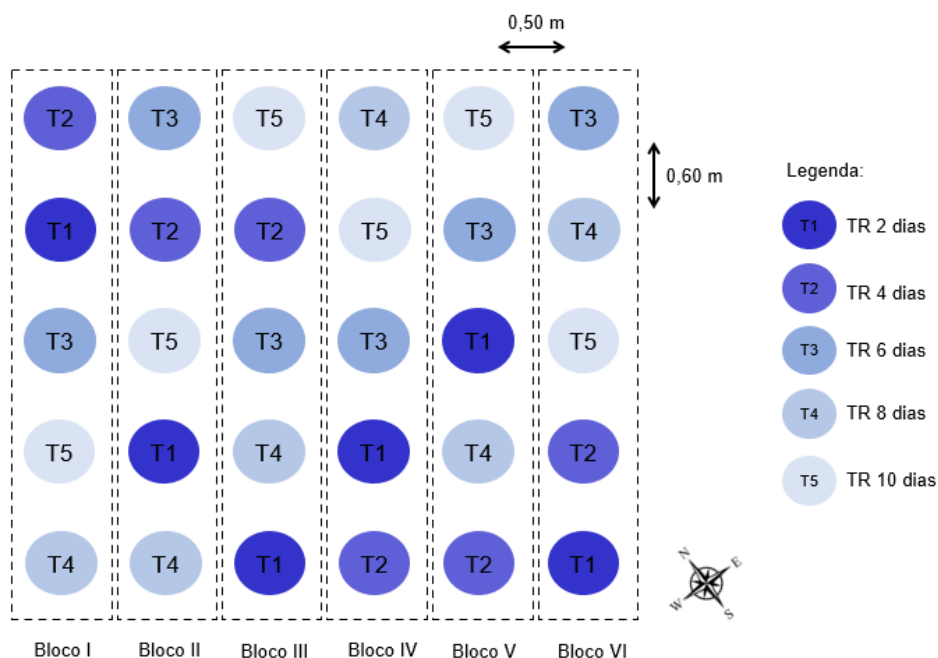 0,50 m
T2 T3 T5 T4 T5 T3
0,60 m
T1 T2 T2 T5 T3 T4
T3 T5 T3 T3 T1 T5
T5 T1 T4 T1 T4 T2
T4 T4 T1 T2 T2 T1
Bloco I Bloco II Bloco III Bloco IV Bloco V Bloco VI
Legenda:
T1 TR 2 dias
T2 TR 4 dias
T3 TR 6 dias
T4 TR 8 dias
T5 TR 10 dias
N
E
W
S